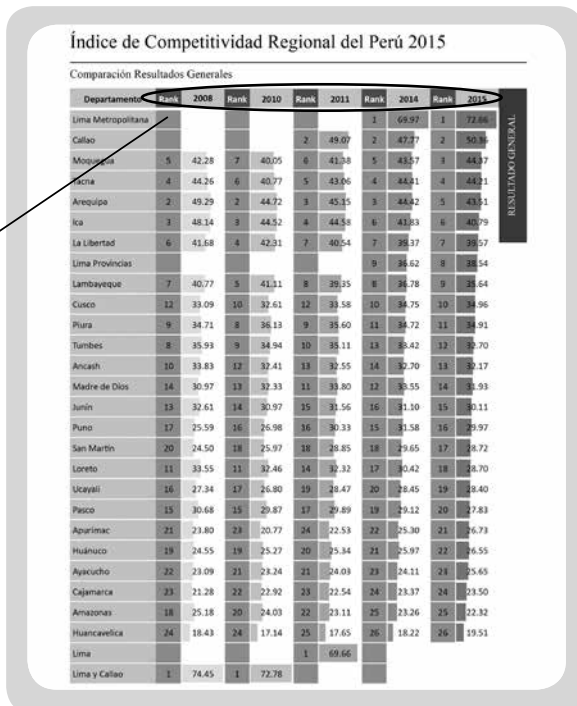 Índice de Competitividad Regional del Perú 2015
Comparación Resultados Generales
Departamento Rank 2008 Rank 2010 Rank 2011 Rank 2014 Rank 2015
RESULTADO GENERAL
Lima Metropolitana 1 69.97 1 72.86
Callao 2 49.07 2 47.77 2 50.36
Moquegua 5 42.28 7 40.05 6 41.38 5 43.57 3 44.37
Tacna 4 44.26 6 40.77 5 43.06 4 44.41 4 44.21
Arequipa 2 49.29 2 44.72 3 45.15 3 44.42 5 43.51
Ica 3 48.14 3 44.52 4 44.58 6 41.83 6 40.79
La Libertad 6 41.68 4 42.31 7 40.54 7 39.37 7 39.57
Lima Provincias 9 36.62 8 38.54
Lambayeque 7 40.77 5 41.11 8 39.35 8 36.78 9 35.64
Cusco 12 33.09 10 32.61 12 33.58 10 34.75 10 34.96
Piura 9 34.71 8 36.13 9 35.60 11 34.72 11 34.91
Tumbes 8 35.93 9 34.94 10 35.11 13 33.42 12 32.70
Ancash 10 33.83 12 32.41 13 32.55 14 32.70 13 32.17
Madre de Dios 14 30.97 13 32.33 11 33.80 12 33.55 14 31.93
Junín 13 32.61 14 30.97 15 31.56 16 31.10 15 30.11
Puno 17 25.59 16 26.98 16 30.33 15 31.58 16 29.97
San Martín 20 24.50 18 25.97 18 28.85 18 29.65 17 28.72
Loreto 11 33.55 11 32.46 14 32.32 17 30.42 18 28.70
Ucayali 16 27.34 17 26.80 19 28.47 20 28.45 19 28.40
Pasco 15 30.68 15 29.87 17 29.89 19 29.12 20 27.83
Apurímac 21 23.80 23 20.77 24 22.53 22 25.30 21 26.73
Huánuco 19 24.55 19 25.27 20 25.34 21 25.97 22 26.55
Ayacucho 22 23.09 21 23.24 21 24.03 23 24.11 23 25.65
Cajamarca 23 21.28 22 22.92 23 22.54 24 23.37 24 23.50
Amazonas 18 25.18 20 24.03 22 23.11 25 23.26 25 22.32
Huancavelica 24 18.43 24 17.14 25 17.65 26 18.22 26 19.51
Lima 1 69.66
Lima y Callao 1 74.45 1 72.78